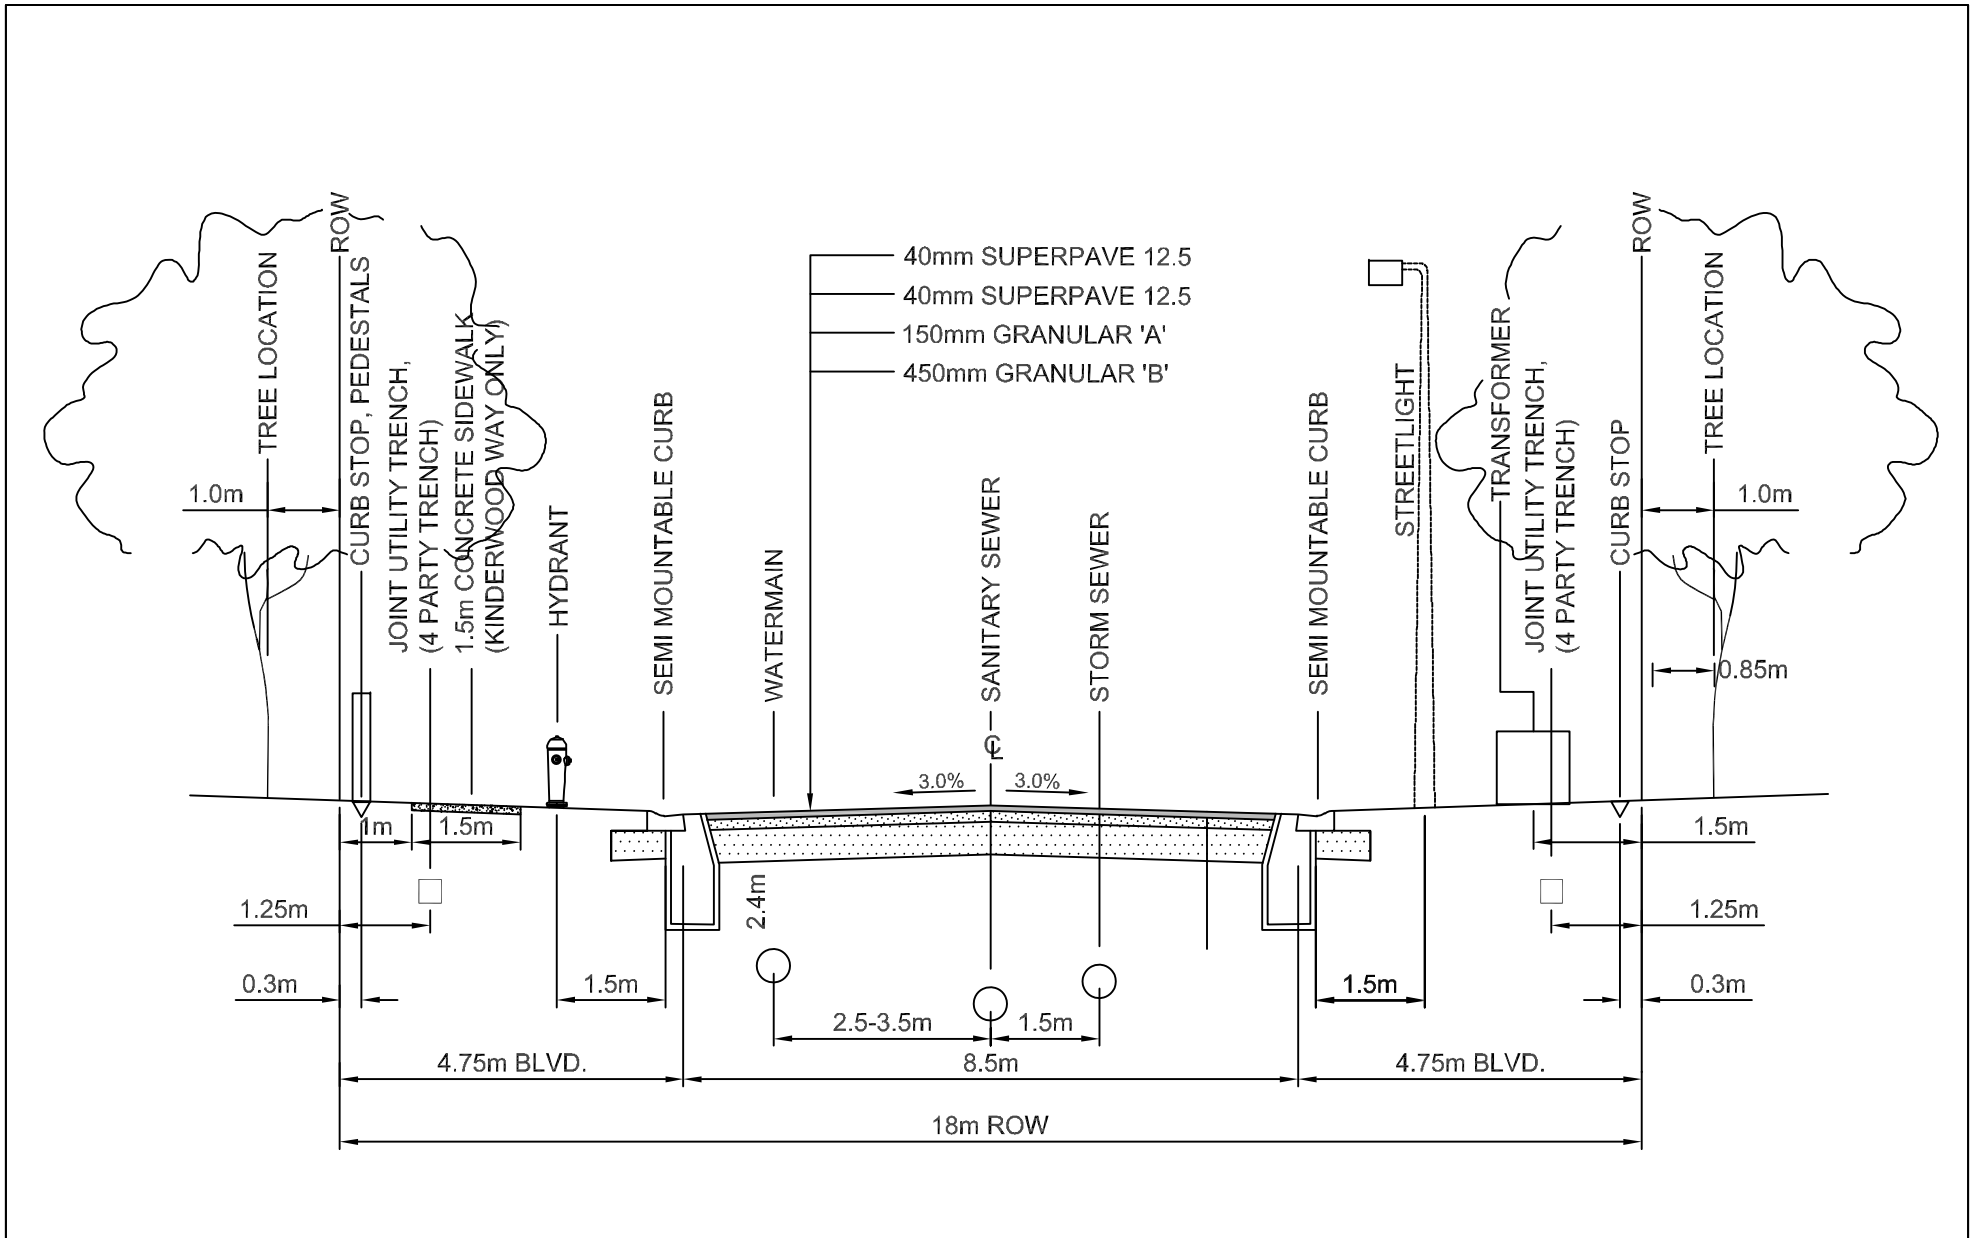 ROW
ROW
40mm SUPERPAVE 12.5
40mm SUPERPAVE 12.5
150mm GRANULAR 'A'
450mm GRANULAR 'B'
TREE LOCATION
CURB STOP, PEDESTALS
JOINT UTILITY TRENCH,
(4 PARTY TRENCH)
1.5m CONCRETE SIDEWALK
(KINDERWOOD WAY ONLY)
HYDRANT
SEMI MOUNTABLE CURB
WATERMAIN
SANITARY SEWER
STORM SEWER
SEMI MOUNTABLE CURB
STREETLIGHT
TRANSFORMER
JOINT UTILITY TRENCH,
(4 PARTY TRENCH)
CURB STOP
TREE LOCATION
1.0m
1.0m
0.85m
℄
3.0%
3.0%
1m
1.5m
1.5m
2.4m
1.25m
1.25m
0.3m
1.5m
1.5m
0.3m
2.5-3.5m
1.5m
4.75m BLVD.
8.5m
4.75m BLVD.
18m ROW